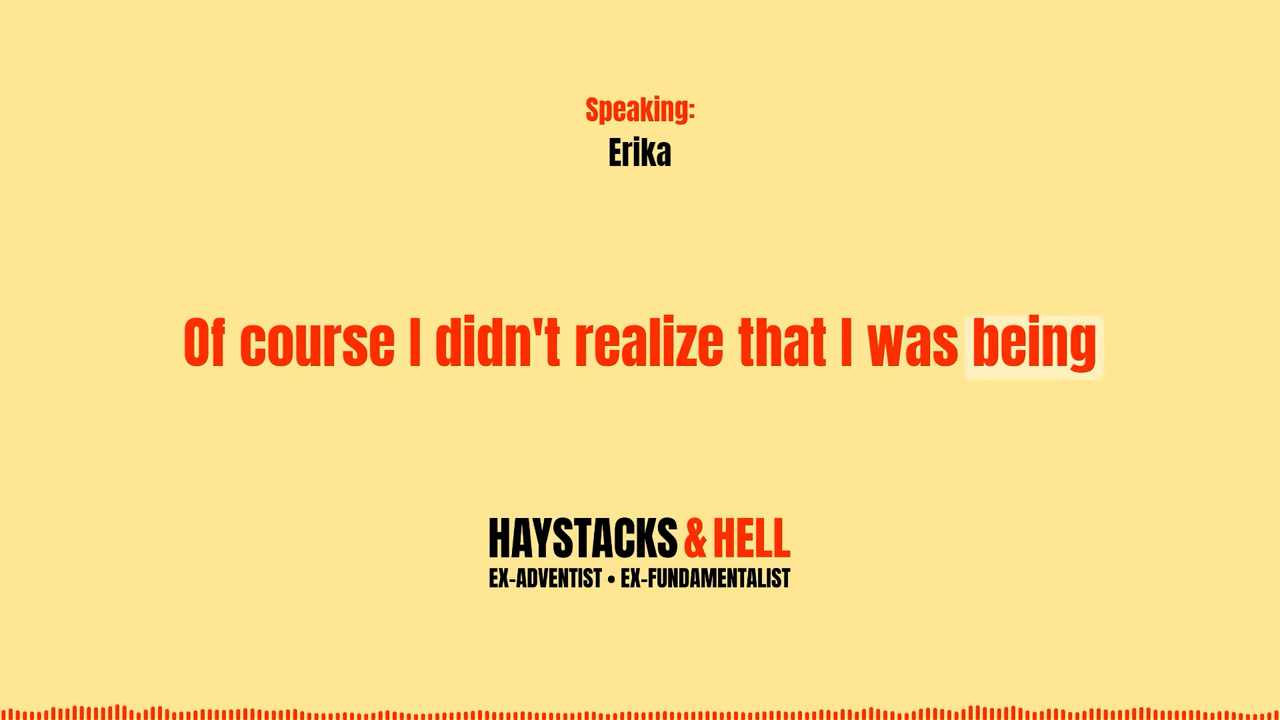 Speaking:
Erika
Of course I didn't realize that I was being
HAYSTACKS & HELL
EX-ADVENTIST • EX-FUNDAMENTALIST